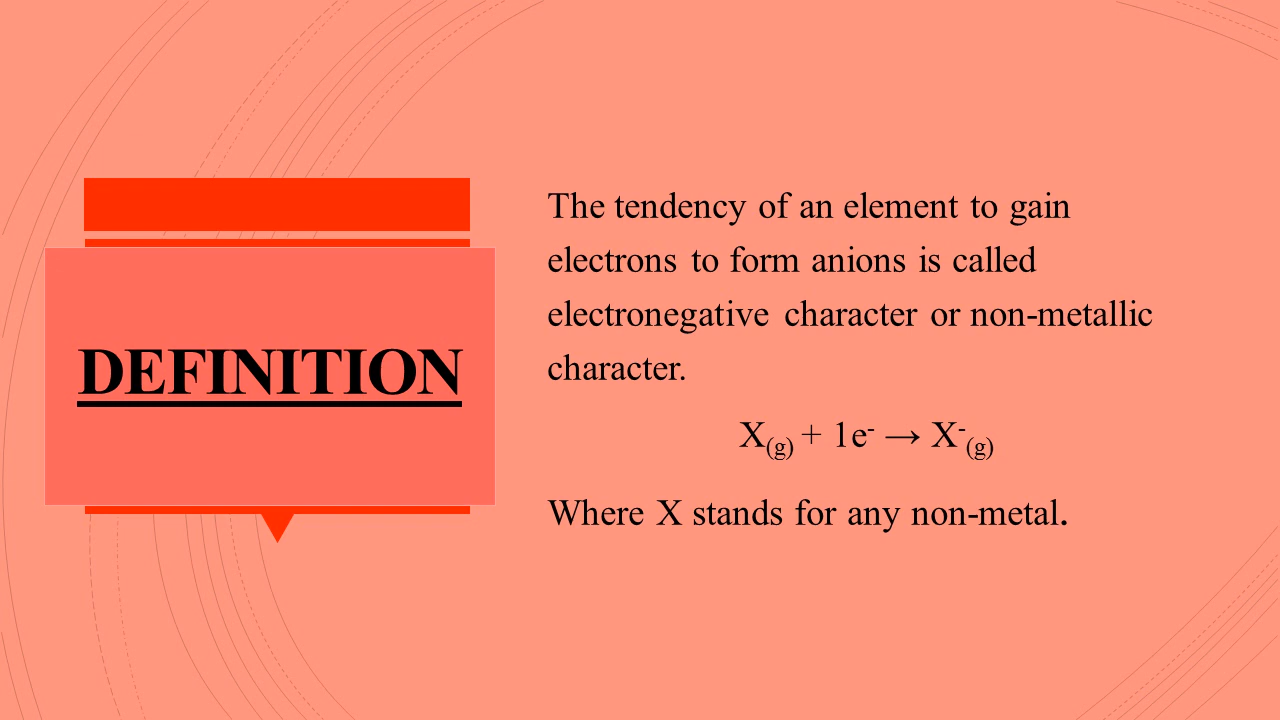 DEFINITION
The tendency of an element to gain
electrons to form anions is called
electronegative character or non-metallic
character.
X₍g₎ + 1e⁻ → X⁻₍g₎
Where X stands for any non-metal.